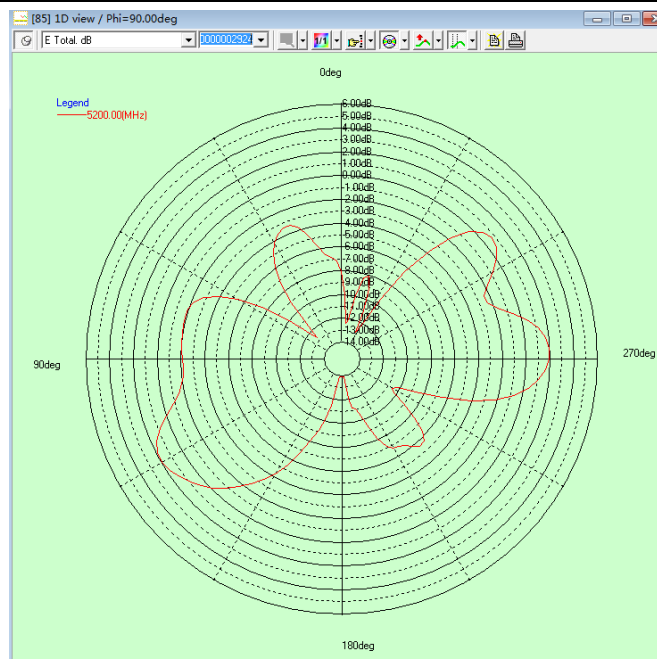 [85] 1D view / Phi=90.00deg
E Total. dB
0000002924
1/1
0deg
Legend
5200.00(MHz)
6.00dB
5.00dB
4.00dB
3.00dB
2.00dB
1.00dB
0.00dB
-1.00dB
-2.00dB
-3.00dB
-4.00dB
-5.00dB
-6.00dB
-7.00dB
-8.00dB
-9.00dB
-10.00dB
-11.00dB
-12.00dB
-13.00dB
-14.00dB
90deg
270deg
180deg